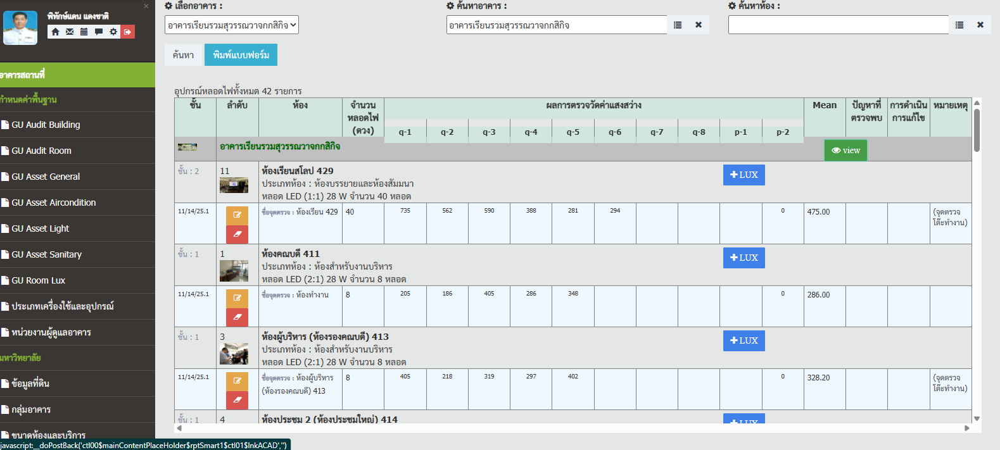 พิทักษ์แดน แดงชาติ
อาคารสถานที่
กำหนดค่าพื้นฐาน
GU Audit Building
GU Audit Room
GU Asset General
GU Asset Aircondition
GU Asset Light
GU Asset Sanitary
GU Room Lux
ประเภทเครื่องใช้และอุปกรณ์
หน่วยงานผู้ดูแลอาคาร
มหาวิทยาลัย
ข้อมูลที่ดิน
กลุ่มอาคาร
ขนาดห้องและบริการ
javascript:__doPostBack('ctl00$mainContentPlaceHolder$rptSmart1$ctl01$lnkACAD','')
เลือกอาคาร : ค้นหาอาคาร : ค้นหาห้อง :
อาคารเรียนรวมสุวรรณวาจกกสิกิจ อาคารเรียนรวมสุวรรณวาจกกสิกิจ
ค้นหา พิมพ์แบบฟอร์ม
อุปกรณ์หลอดไฟทั้งหมด 42 รายการ
ชั้น ลำดับ ห้อง จำนวน ผลการตรวจวัดค่าแสงสว่าง Mean ปัญหาที่ การดำเนิน หมายเหตุ
หลอดไฟ ตรวจพบ การแก้ไข
(ดวง) q-1 q-2 q-3 q-4 q-5 q-6 q-7 q-8 p-1 p-2
อาคารเรียนรวมสุวรรณวาจกกสิกิจ view
ชั้น : 2 11 ห้องเรียนสโลป 429 LUX
ประเภทห้อง : ห้องบรรยายและห้องสัมมนา
หลอด LED (1:1) 28 W จำนวน 40 หลอด
11/14/25.1 ชื่อจุดตรวจ : ห้องเรียน 429 40 735 562 590 388 281 294 0 475.00 (จุดตรวจ
โต๊ะทำงาน)
ชั้น : 1 1 ห้องคณบดี 411 LUX
ประเภทห้อง : ห้องสำหรับงานบริหาร
หลอด LED (2:1) 28 W จำนวน 8 หลอด
11/14/25.1 ชื่อจุดตรวจ : ห้องทำงาน 8 205 186 405 286 348 0 286.00
ชั้น : 1 3 ห้องผู้บริหาร (ห้องรองคณบดี) 413 LUX
ประเภทห้อง : ห้องสำหรับงานบริหาร
หลอด LED (2:1) 28 W จำนวน 8 หลอด
11/14/25.1 ชื่อจุดตรวจ : ห้องผู้บริหาร 8 405 218 319 297 402 0 328.20 (จุดตรวจ
(ห้องรองคณบดี) 413 โต๊ะทำงาน)
ชั้น : 1 4 ห้องประชุม 2 (ห้องประชุมใหญ่) 414 LUX